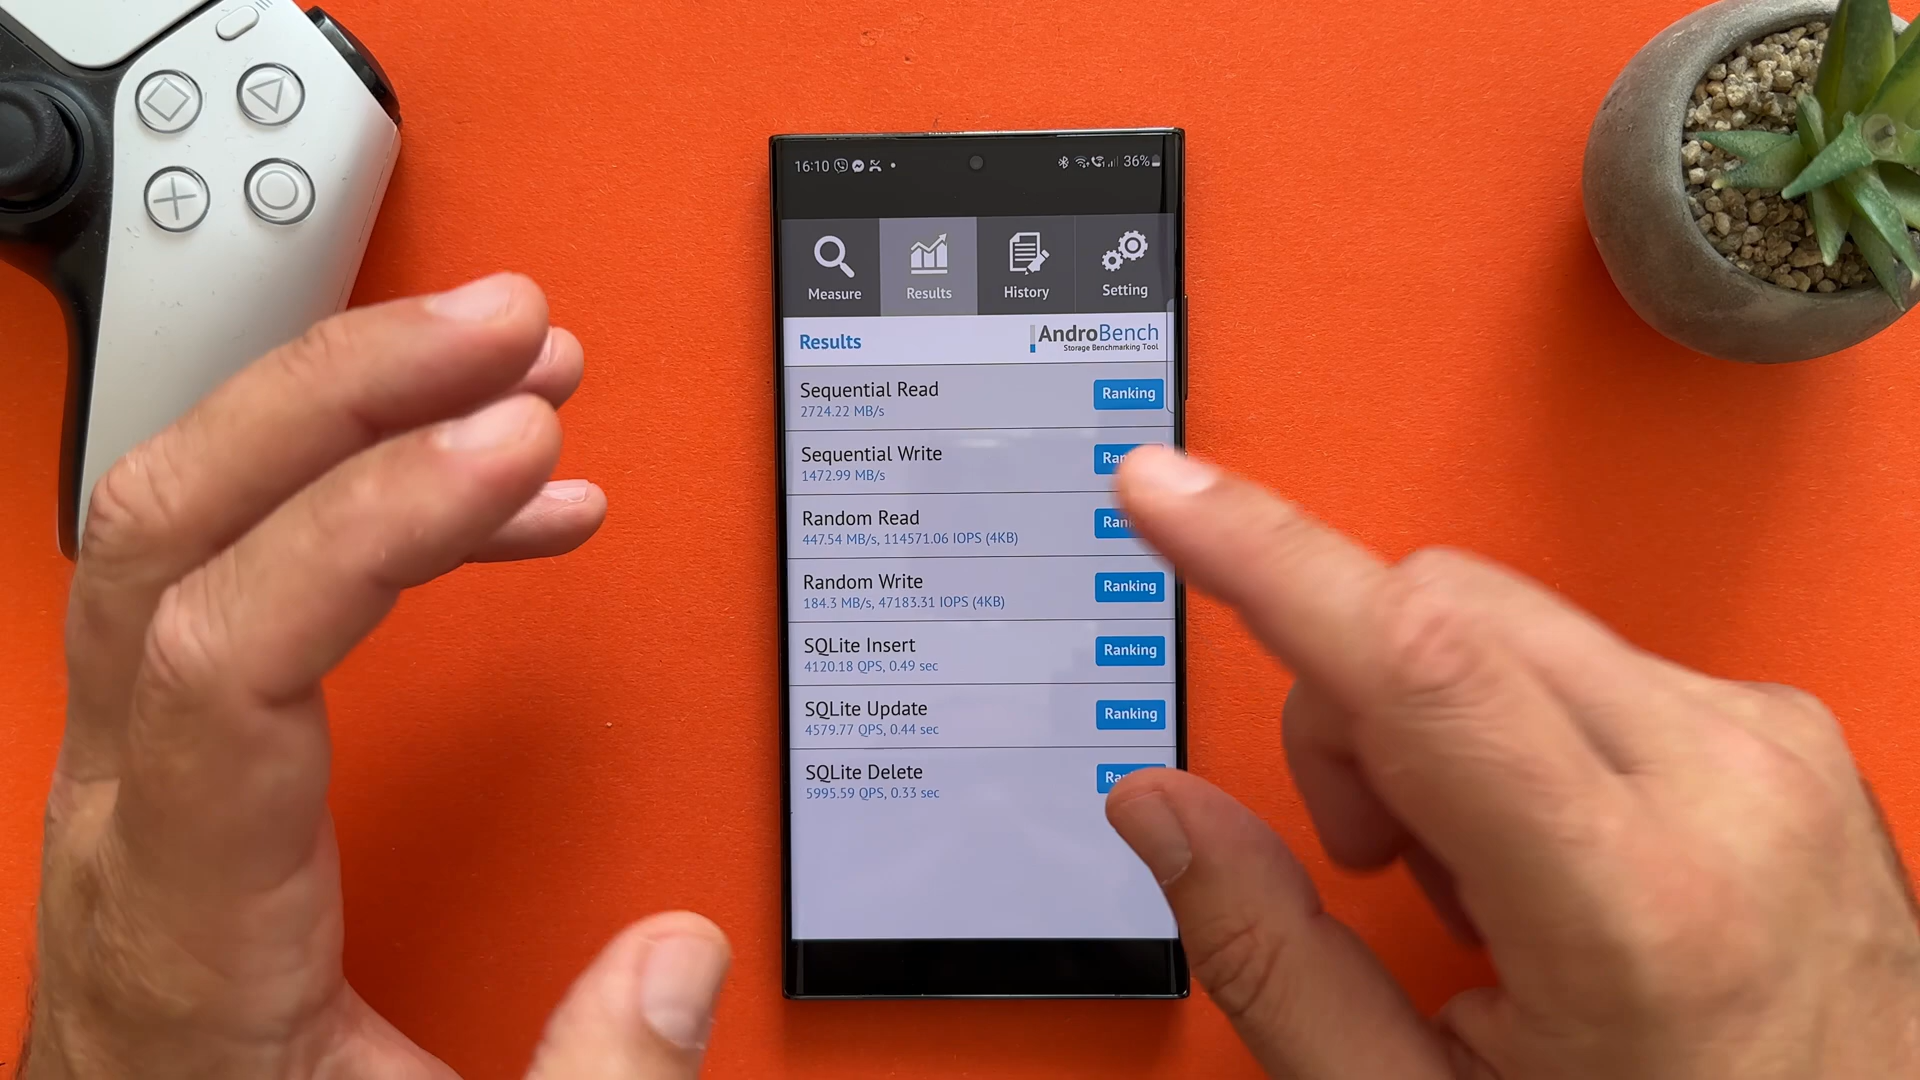 16:10
36%
Measure
Results
History
Setting
Results
AndroBench
Storage Benchmarking Tool
Sequential Read
2724.22 MB/s
Ranking
Sequential Write
1472.99 MB/s
Ran
Random Read
447.54 MB/s, 114571.06 IOPS (4KB)
Ran
Random Write
184.3 MB/s, 47183.31 IOPS (4KB)
Ranking
SQLite Insert
4120.18 QPS, 0.49 sec
Ranking
SQLite Update
4579.77 QPS, 0.44 sec
Ranking
SQLite Delete
5995.59 QPS, 0.33 sec
Ra